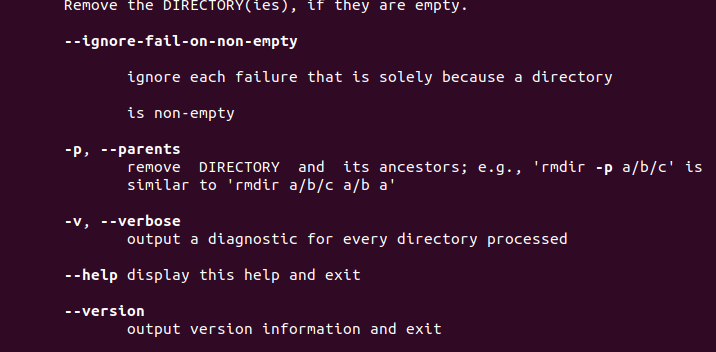 Remove the DIRECTORY(ies), if they are empty.
--ignore-fail-on-non-empty
ignore each failure that is solely because a directory
is non-empty
-p, --parents
remove  DIRECTORY  and  its ancestors; e.g., 'rmdir -p a/b/c' is
similar to 'rmdir a/b/c a/b a'
-v, --verbose
output a diagnostic for every directory processed
--help display this help and exit
--version
output version information and exit